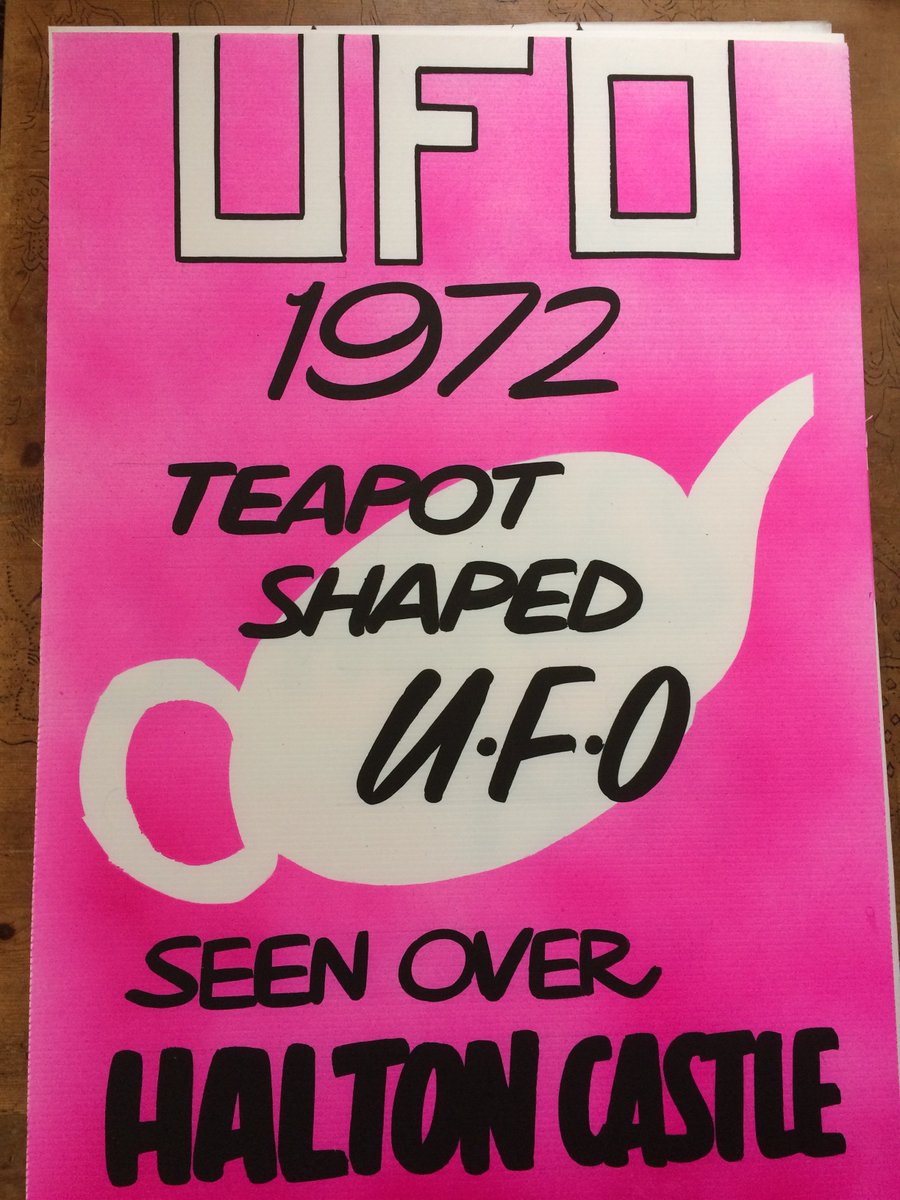 UFO
1972
TEAPOT
SHAPED
U.F.O
SEEN OVER
HALTON CASTLE